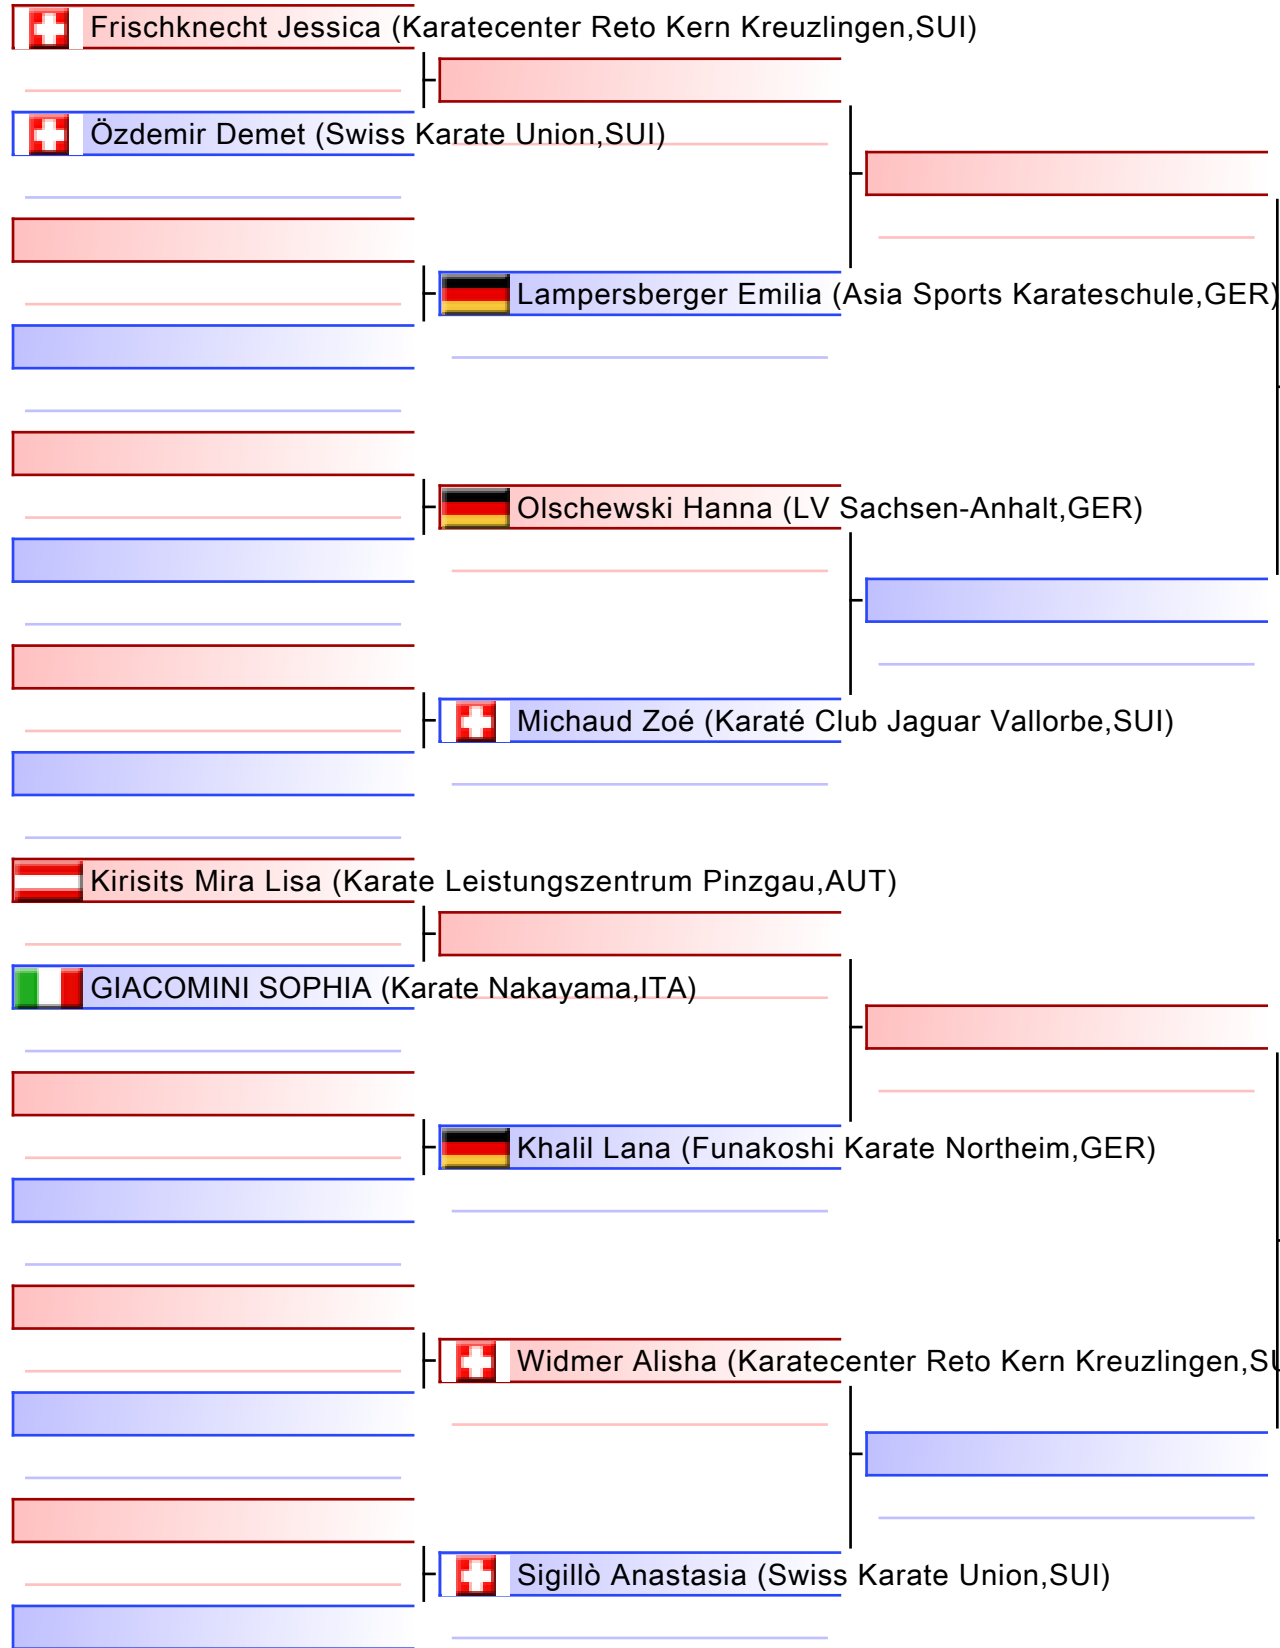 Frischknecht Jessica (Karatecenter Reto Kern Kreuzlingen,SUI)
Özdemir Demet (Swiss Karate Union,SUI)
Lampersberger Emilia (Asia Sports Karateschule,GER)
Olschewski Hanna (LV Sachsen-Anhalt,GER)
Michaud Zoé (Karaté Club Jaguar Vallorbe,SUI)
Kirisits Mira Lisa (Karate Leistungszentrum Pinzgau,AUT)
GIACOMINI SOPHIA (Karate Nakayama,ITA)
Khalil Lana (Funakoshi Karate Northeim,GER)
Widmer Alisha (Karatecenter Reto Kern Kreuzlingen,SU
Sigillò Anastasia (Swiss Karate Union,SUI)